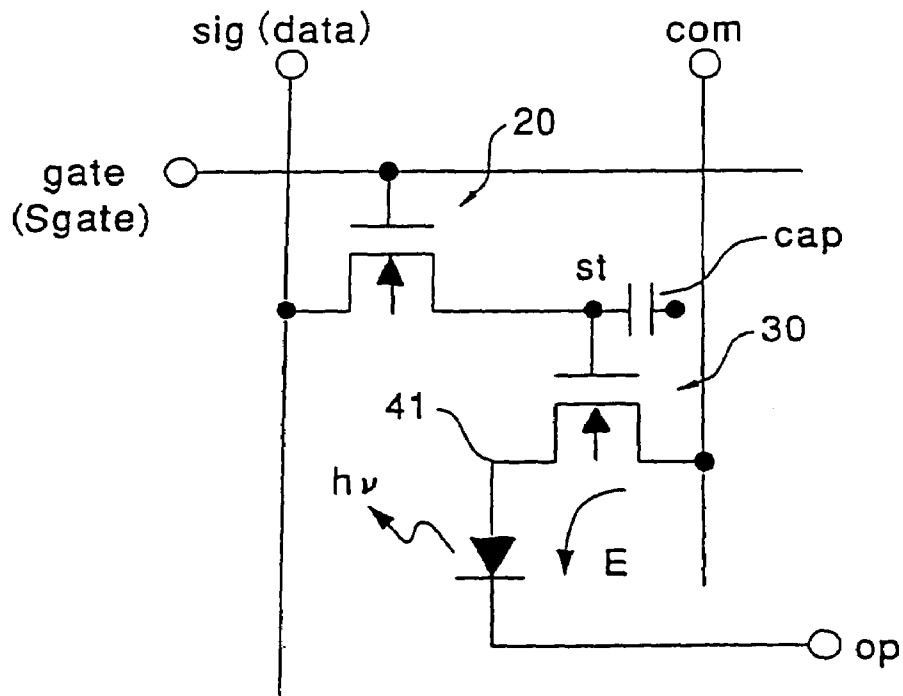 sig (data)
com
20
gate
(Sgate)
cap
st
30
41
hν
E
op